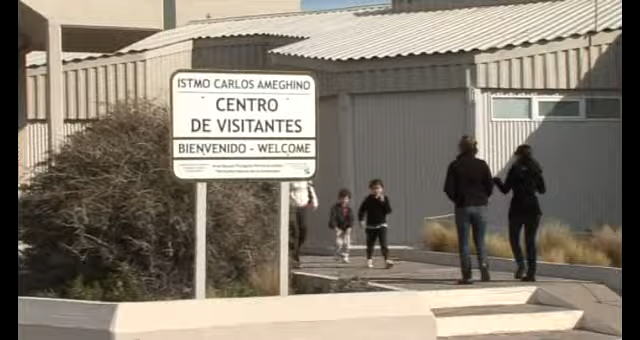 ISTMO CARLOS AMEGHINO
CENTRO
DE VISITANTES
BIENVENIDO - WELCOME